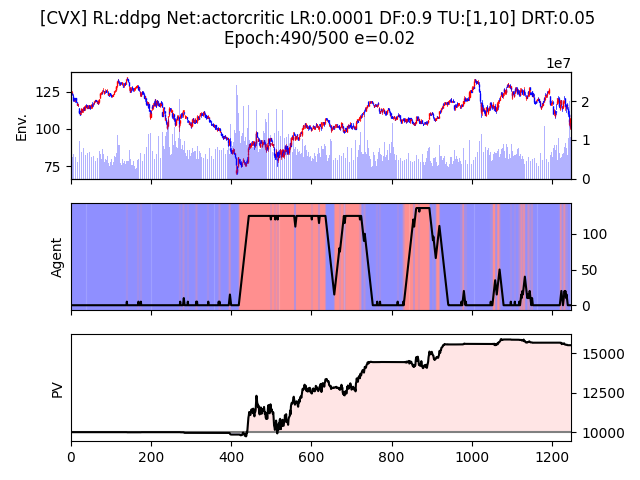 [CVX] RL:ddpg Net:actorcritic LR:0.0001 DF:0.9 TU:[1,10] DRT:0.05
Epoch:490/500 e=0.02
1e7
Env.
125
100
75
2
1
0
Agent
100
50
0
PV
15000
12500
10000
0 200 400 600 800 1000 1200